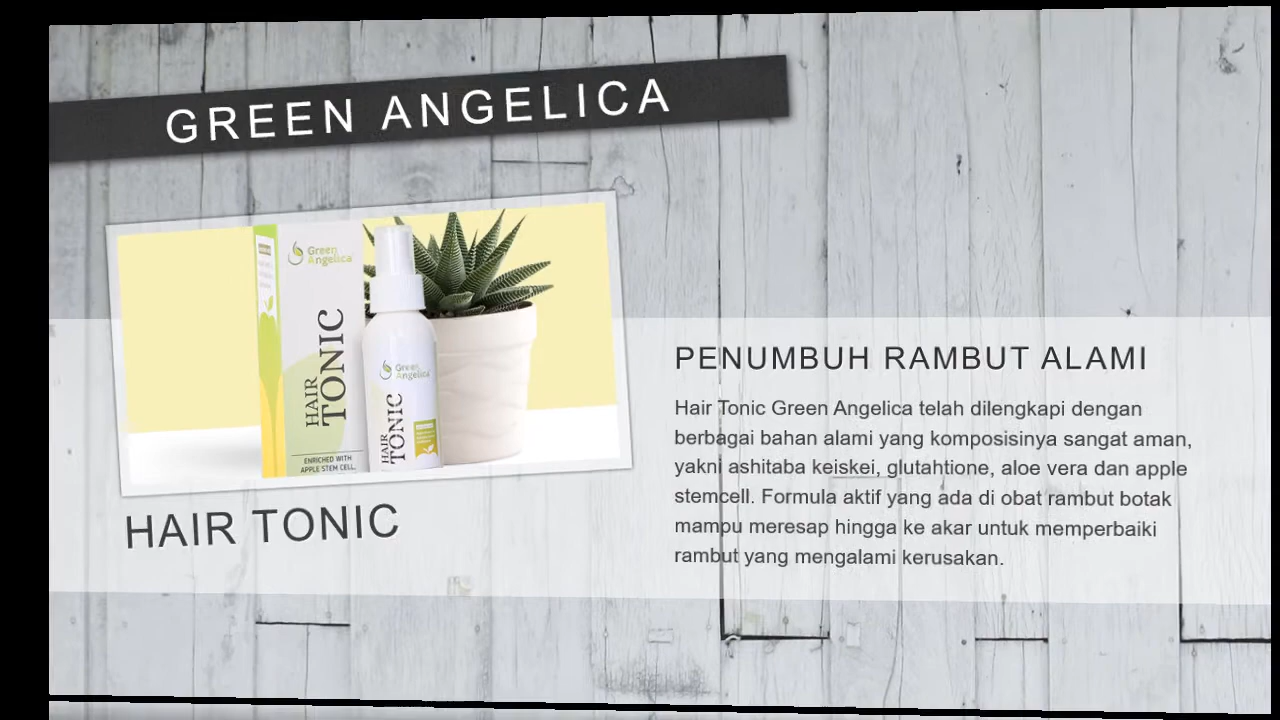 GREEN ANGELICA
Green
Angelica
HAIR
TONIC
ENRICHED WITH
APPLE STEM CELL
Green
Angelica
HAIR
TONIC
HAIR TONIC
PENUMBUH RAMBUT ALAMI
Hair Tonic Green Angelica telah dilengkapi dengan
berbagai bahan alami yang komposisinya sangat aman,
yakni ashitaba keiskei, glutahtione, aloe vera dan apple
stemcell. Formula aktif yang ada di obat rambut botak
mampu meresap hingga ke akar untuk memperbaiki
rambut yang mengalami kerusakan.